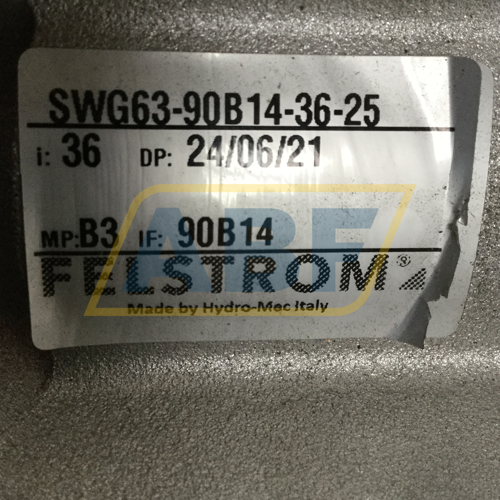 SWG63-90B14-36-25
i: 36 DP: 24/06/21
MP: B3 IF: 90B14
ABF
FELSTROM®
Made by Hydro-Mec Italy